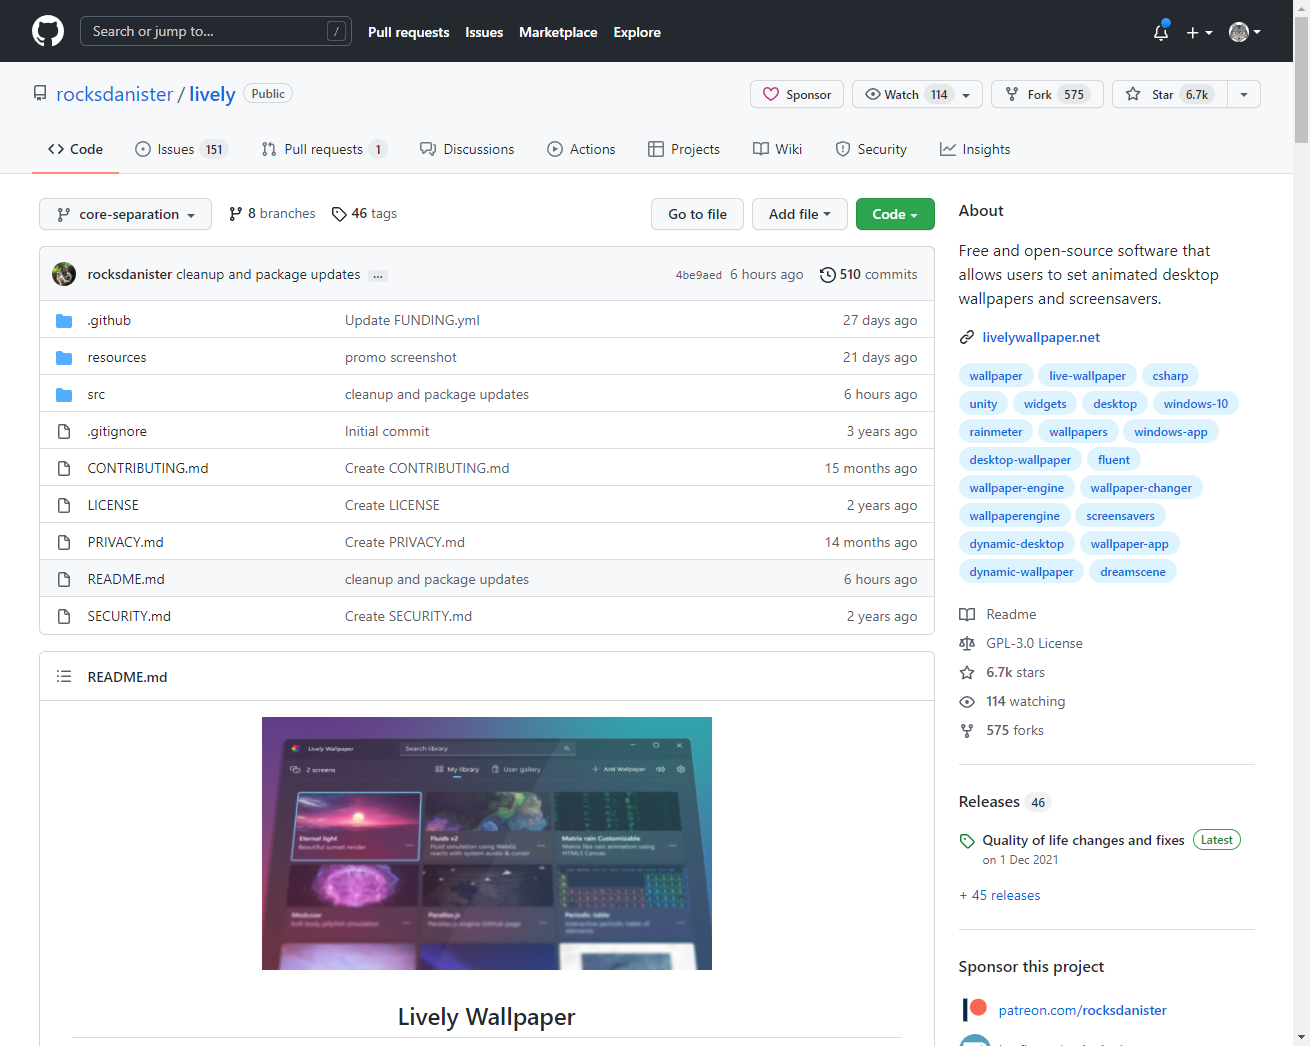 Search or jump to... /
Pull requests Issues Marketplace Explore
rocksdanister / lively Public
Sponsor Watch 114 Fork 575 Star 6.7k
Code Issues 151 Pull requests 1 Discussions Actions Projects Wiki Security Insights
core-separation 8 branches 46 tags Go to file Add file Code
rocksdanister cleanup and package updates ... 4be9aed 6 hours ago 510 commits
.github Update FUNDING.yml 27 days ago
resources promo screenshot 21 days ago
src cleanup and package updates 6 hours ago
.gitignore Initial commit 3 years ago
CONTRIBUTING.md Create CONTRIBUTING.md 15 months ago
LICENSE Create LICENSE 2 years ago
PRIVACY.md Create PRIVACY.md 14 months ago
README.md cleanup and package updates 6 hours ago
SECURITY.md Create SECURITY.md 2 years ago
README.md
Lively Wallpaper Search library
2 screens My library User gallery + Add Wallpaper
Eternal light
Beautiful sunset render
Fluids v2
Fluid simulation using WebGL
reacts with system audio & cursor
Matrix rain Customizable
Matrix like rain animation using
HTML5 Canvas
Medusae
Soft body jellyfish simulation
Parallax.js
Parallax.js engine GitHub page
Periodic table
Interactive periodic table of
elements
Lively Wallpaper
About
Free and open-source software that
allows users to set animated desktop
wallpapers and screensavers.
livelywallpaper.net
wallpaper live-wallpaper csharp
unity widgets desktop windows-10
rainmeter wallpapers windows-app
desktop-wallpaper fluent
wallpaper-engine wallpaper-changer
wallpaperengine screensavers
dynamic-desktop wallpaper-app
dynamic-wallpaper dreamscene
Readme
GPL-3.0 License
6.7k stars
114 watching
575 forks
Releases 46
Quality of life changes and fixes Latest
on 1 Dec 2021
+ 45 releases
Sponsor this project
patreon.com/rocksdanister